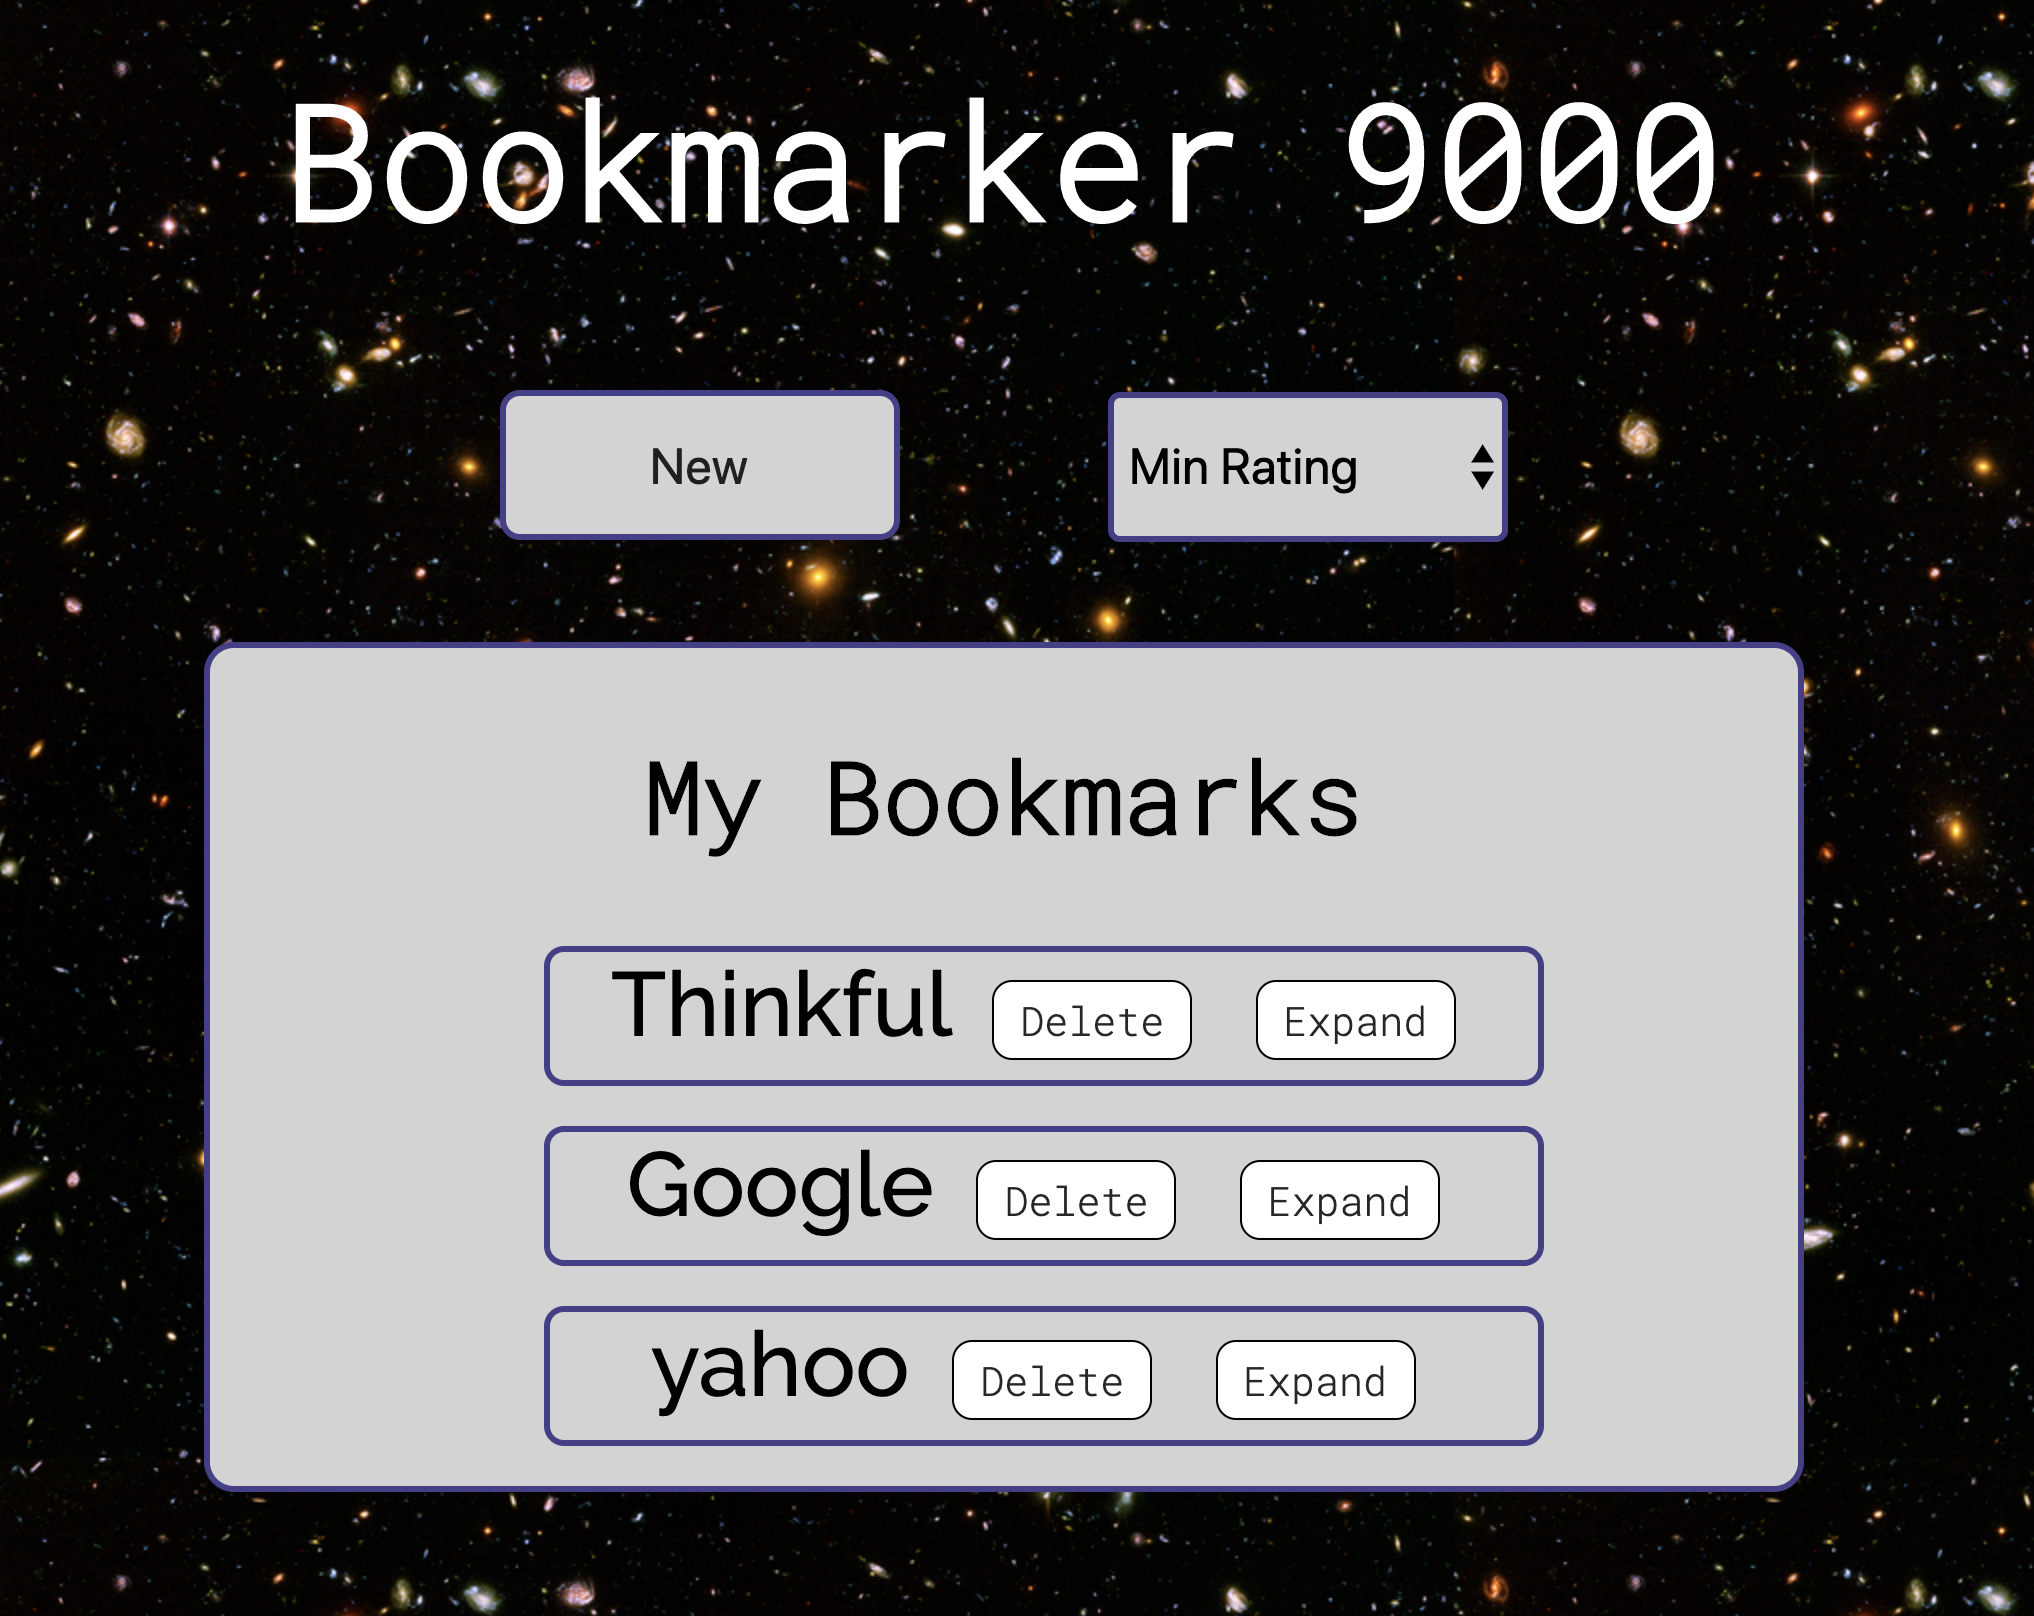 Bookmarker 9000
New Min Rating
My Bookmarks
Thinkful Delete Expand
Google Delete Expand
yahoo Delete Expand